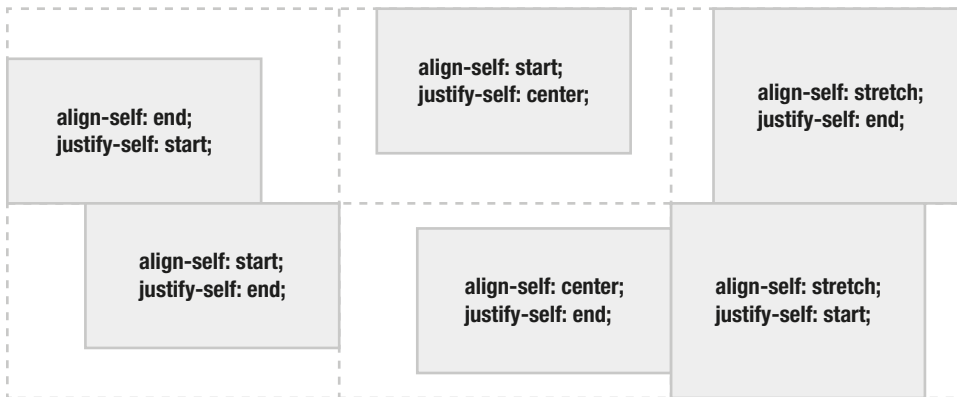 align-self: end;
justify-self: start;
align-self: start;
justify-self: center;
align-self: stretch;
justify-self: end;
align-self: start;
justify-self: end;
align-self: center;
justify-self: end;
align-self: stretch;
justify-self: start;